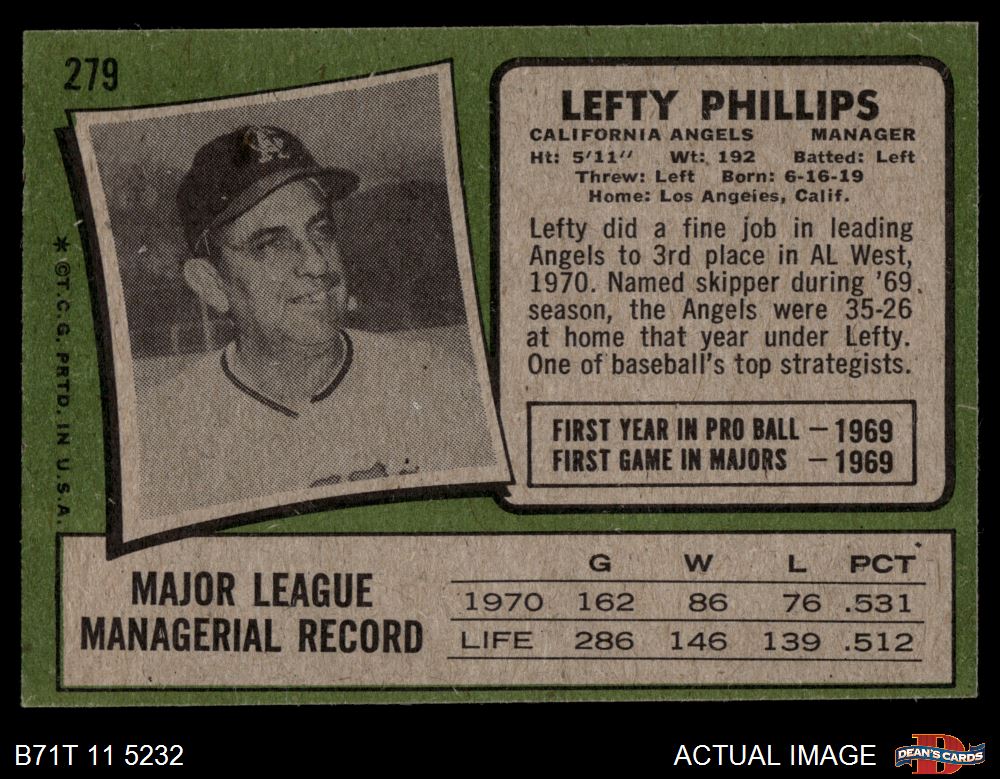 279
LEFTY PHILLIPS
CALIFORNIA ANGELS MANAGER
Ht: 5'11" Wt: 192 Batted: Left
Threw: Left Born: 6-16-19
Home: Los Angeles, Calif.
Lefty did a fine job in leading
Angels to 3rd place in AL West,
1970. Named skipper during '69
season, the Angels were 35-26
at home that year under Lefty.
One of baseball's top strategists.
FIRST YEAR IN PRO BALL — 1969
FIRST GAME IN MAJORS — 1969
* ©T.C.G. PRTD. IN U.S.A.
MAJOR LEAGUE
MANAGERIAL RECORD
G W L PCT
1970 162 86 76 .531
LIFE 286 146 139 .512
B71T 11 5232
ACTUAL IMAGE
DEAN'S CARDS